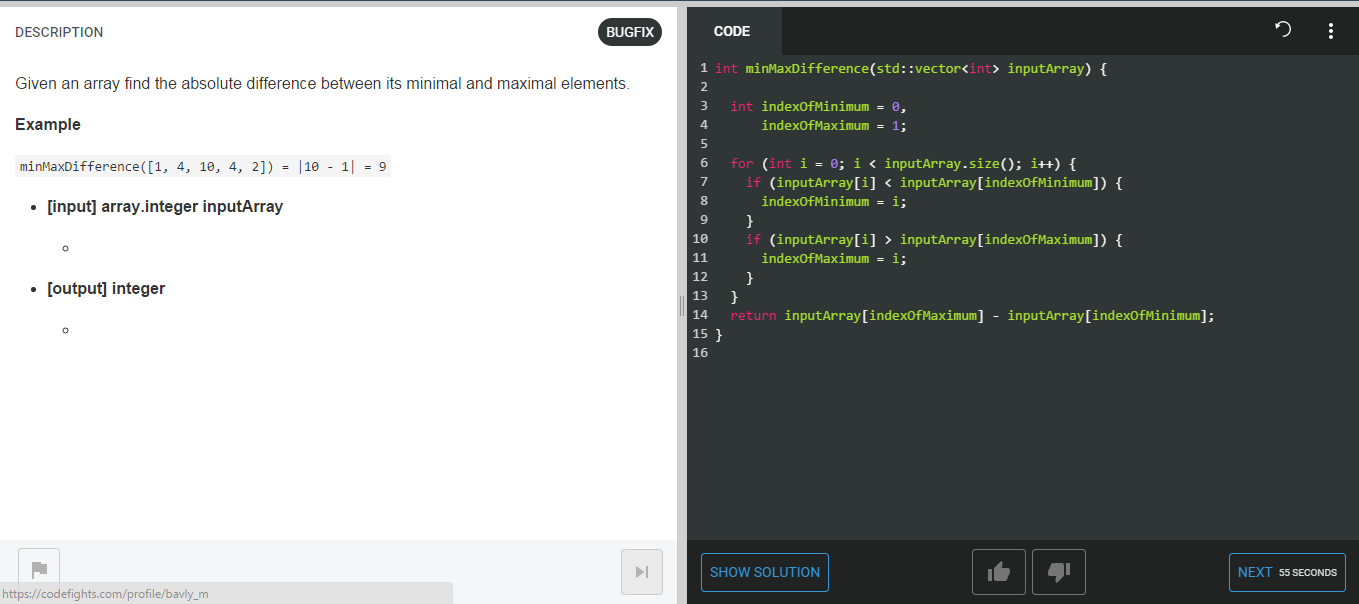 DESCRIPTION
BUGFIX
Given an array find the absolute difference between its minimal and maximal elements.
Example
minMaxDifference([1, 4, 10, 4, 2]) = |10 - 1| = 9
[input] array.integer inputArray
[output] integer
https://codefights.com/profile/bavly_m
CODE
1 int minMaxDifference(std::vector<int> inputArray) {
2
3   int indexOfMinimum = 0,
4       indexOfMaximum = 1;
5
6   for (int i = 0; i < inputArray.size(); i++) {
7     if (inputArray[i] < inputArray[indexOfMinimum]) {
8       indexOfMinimum = i;
9     }
10     if (inputArray[i] > inputArray[indexOfMaximum]) {
11       indexOfMaximum = i;
12     }
13   }
14   return inputArray[indexOfMaximum] - inputArray[indexOfMinimum];
15 }
16
SHOW SOLUTION
NEXT 55 SECONDS